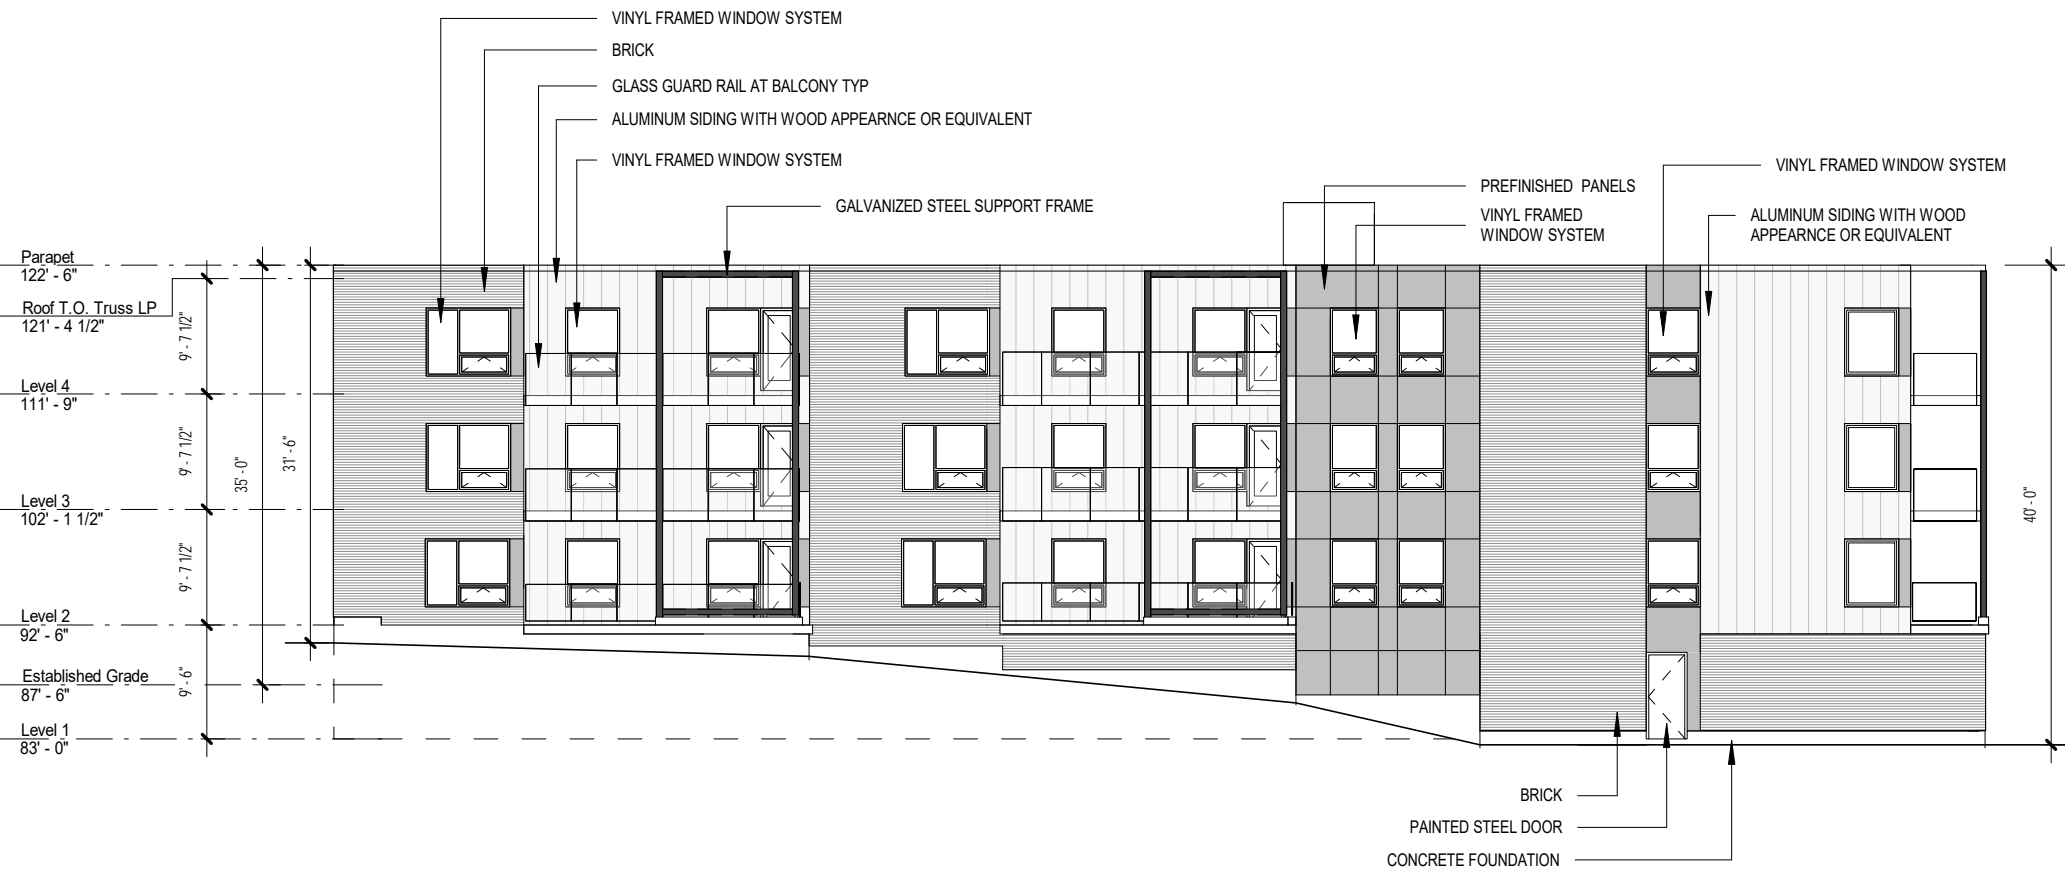 VINYL FRAMED WINDOW SYSTEM
BRICK
GLASS GUARD RAIL AT BALCONY TYP
ALUMINUM SIDING WITH WOOD APPEARNCE OR EQUIVALENT
VINYL FRAMED WINDOW SYSTEM
GALVANIZED STEEL SUPPORT FRAME
PREFINISHED PANELS
VINYL FRAMED
WINDOW SYSTEM
VINYL FRAMED WINDOW SYSTEM
ALUMINUM SIDING WITH WOOD
APPEARNCE OR EQUIVALENT
Parapet
122' - 6"
Roof T.O. Truss LP
121' - 4 1/2"
Level 4
111' - 9"
Level 3
102' - 1 1/2"
Level 2
92' - 6"
Established Grade
87' - 6"
Level 1
83' - 0"
9' - 7 1/2"
9' - 7 1/2"
9' - 7 1/2"
9' - 6"
35' - 0"
31' - 6"
40' - 0"
BRICK
PAINTED STEEL DOOR
CONCRETE FOUNDATION